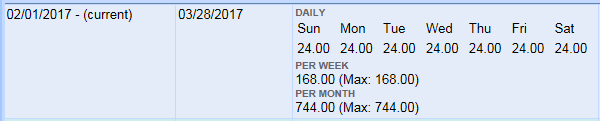 02/01/2017 - (current) 03/28/2017 DAILY
Sun Mon Tue Wed Thu Fri Sat
24.00 24.00 24.00 24.00 24.00 24.00 24.00
PER WEEK
168.00 (Max: 168.00)
PER MONTH
744.00 (Max: 744.00)